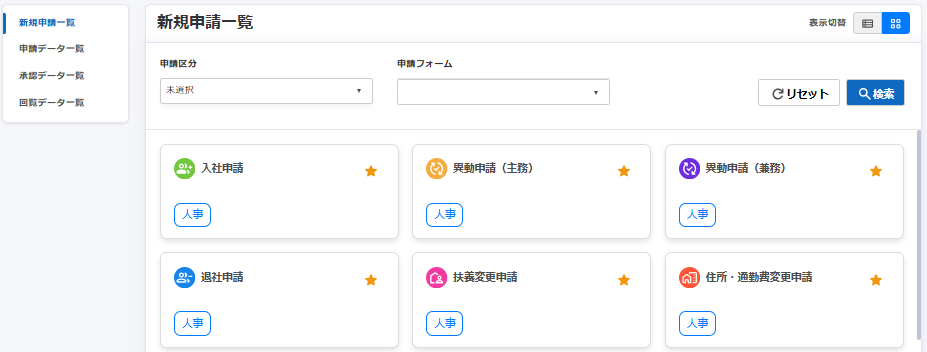 新規申請一覧
申請データ一覧
承認データ一覧
回覧データ一覧
新規申請一覧
表示切替
申請区分
申請フォーム
未選択
リセット
検索
入社申請
人事
異動申請（主務）
人事
異動申請（兼務）
人事
退社申請
人事
扶養変更申請
人事
住所・通勤費変更申請
人事